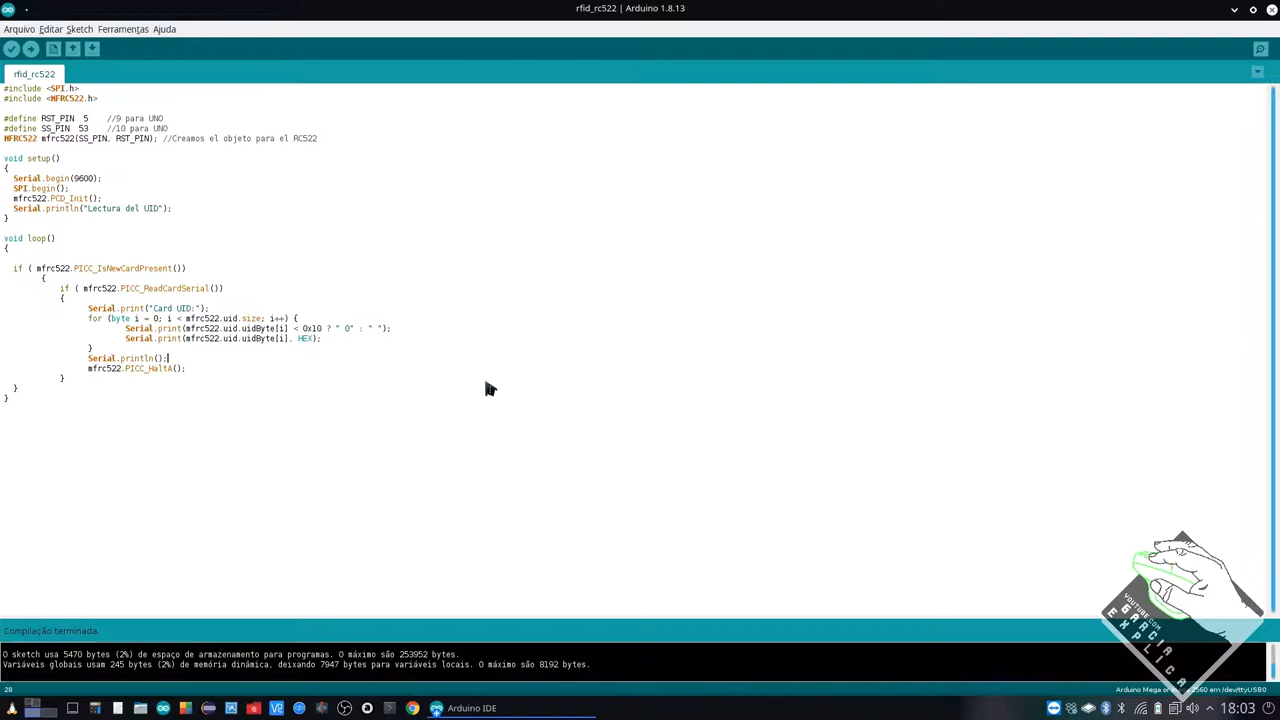 rfid_rc522 | Arduino 1.8.13
Arquivo Editar Sketch Ferramentas Ajuda
rfid_rc522
#include <SPI.h>
#include <MFRC522.h>
#define RST_PIN  5    //9 para UNO
#define SS_PIN  53    //10 para UNO
MFRC522 mfrc522(SS_PIN, RST_PIN); //Creamos el objeto para el RC522
void setup()
{
Serial.begin(9600);
SPI.begin();
mfrc522.PCD_Init();
Serial.println("Lectura del UID");
}
void loop()
{
if ( mfrc522.PICC_IsNewCardPresent())
{
if ( mfrc522.PICC_ReadCardSerial())
{
Serial.print("Card UID:");
for (byte i = 0; i < mfrc522.uid.size; i++) {
Serial.print(mfrc522.uid.uidByte[i] < 0x10 ? " 0" : " ");
Serial.print(mfrc522.uid.uidByte[i], HEX);
}
Serial.println();
mfrc522.PICC_HaltA();
}
}
}
YOUTUBE.COM
GARCIA
EXPLICA
Compilação terminada.
O sketch usa 5470 bytes (2%) de espaço de armazenamento para programas. O máximo são 253952 bytes.
Variáveis globais usam 245 bytes (2%) de memória dinâmica, deixando 7947 bytes para variáveis locais. O máximo são 8192 bytes.
28
Arduino Mega or 2560 em /dev/ttyUSB0
Arduino IDE
18:03